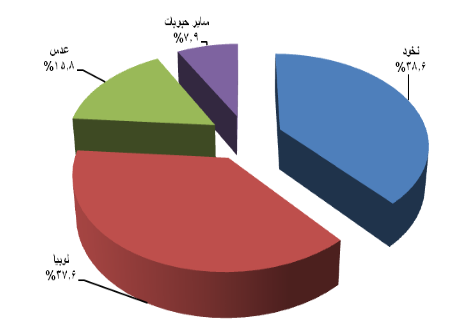 سایر حبوبات
%۷,۹
نخود
%۳۸,۶
عدس
%۱۵,۸
لوبیا
%۳۷,۶